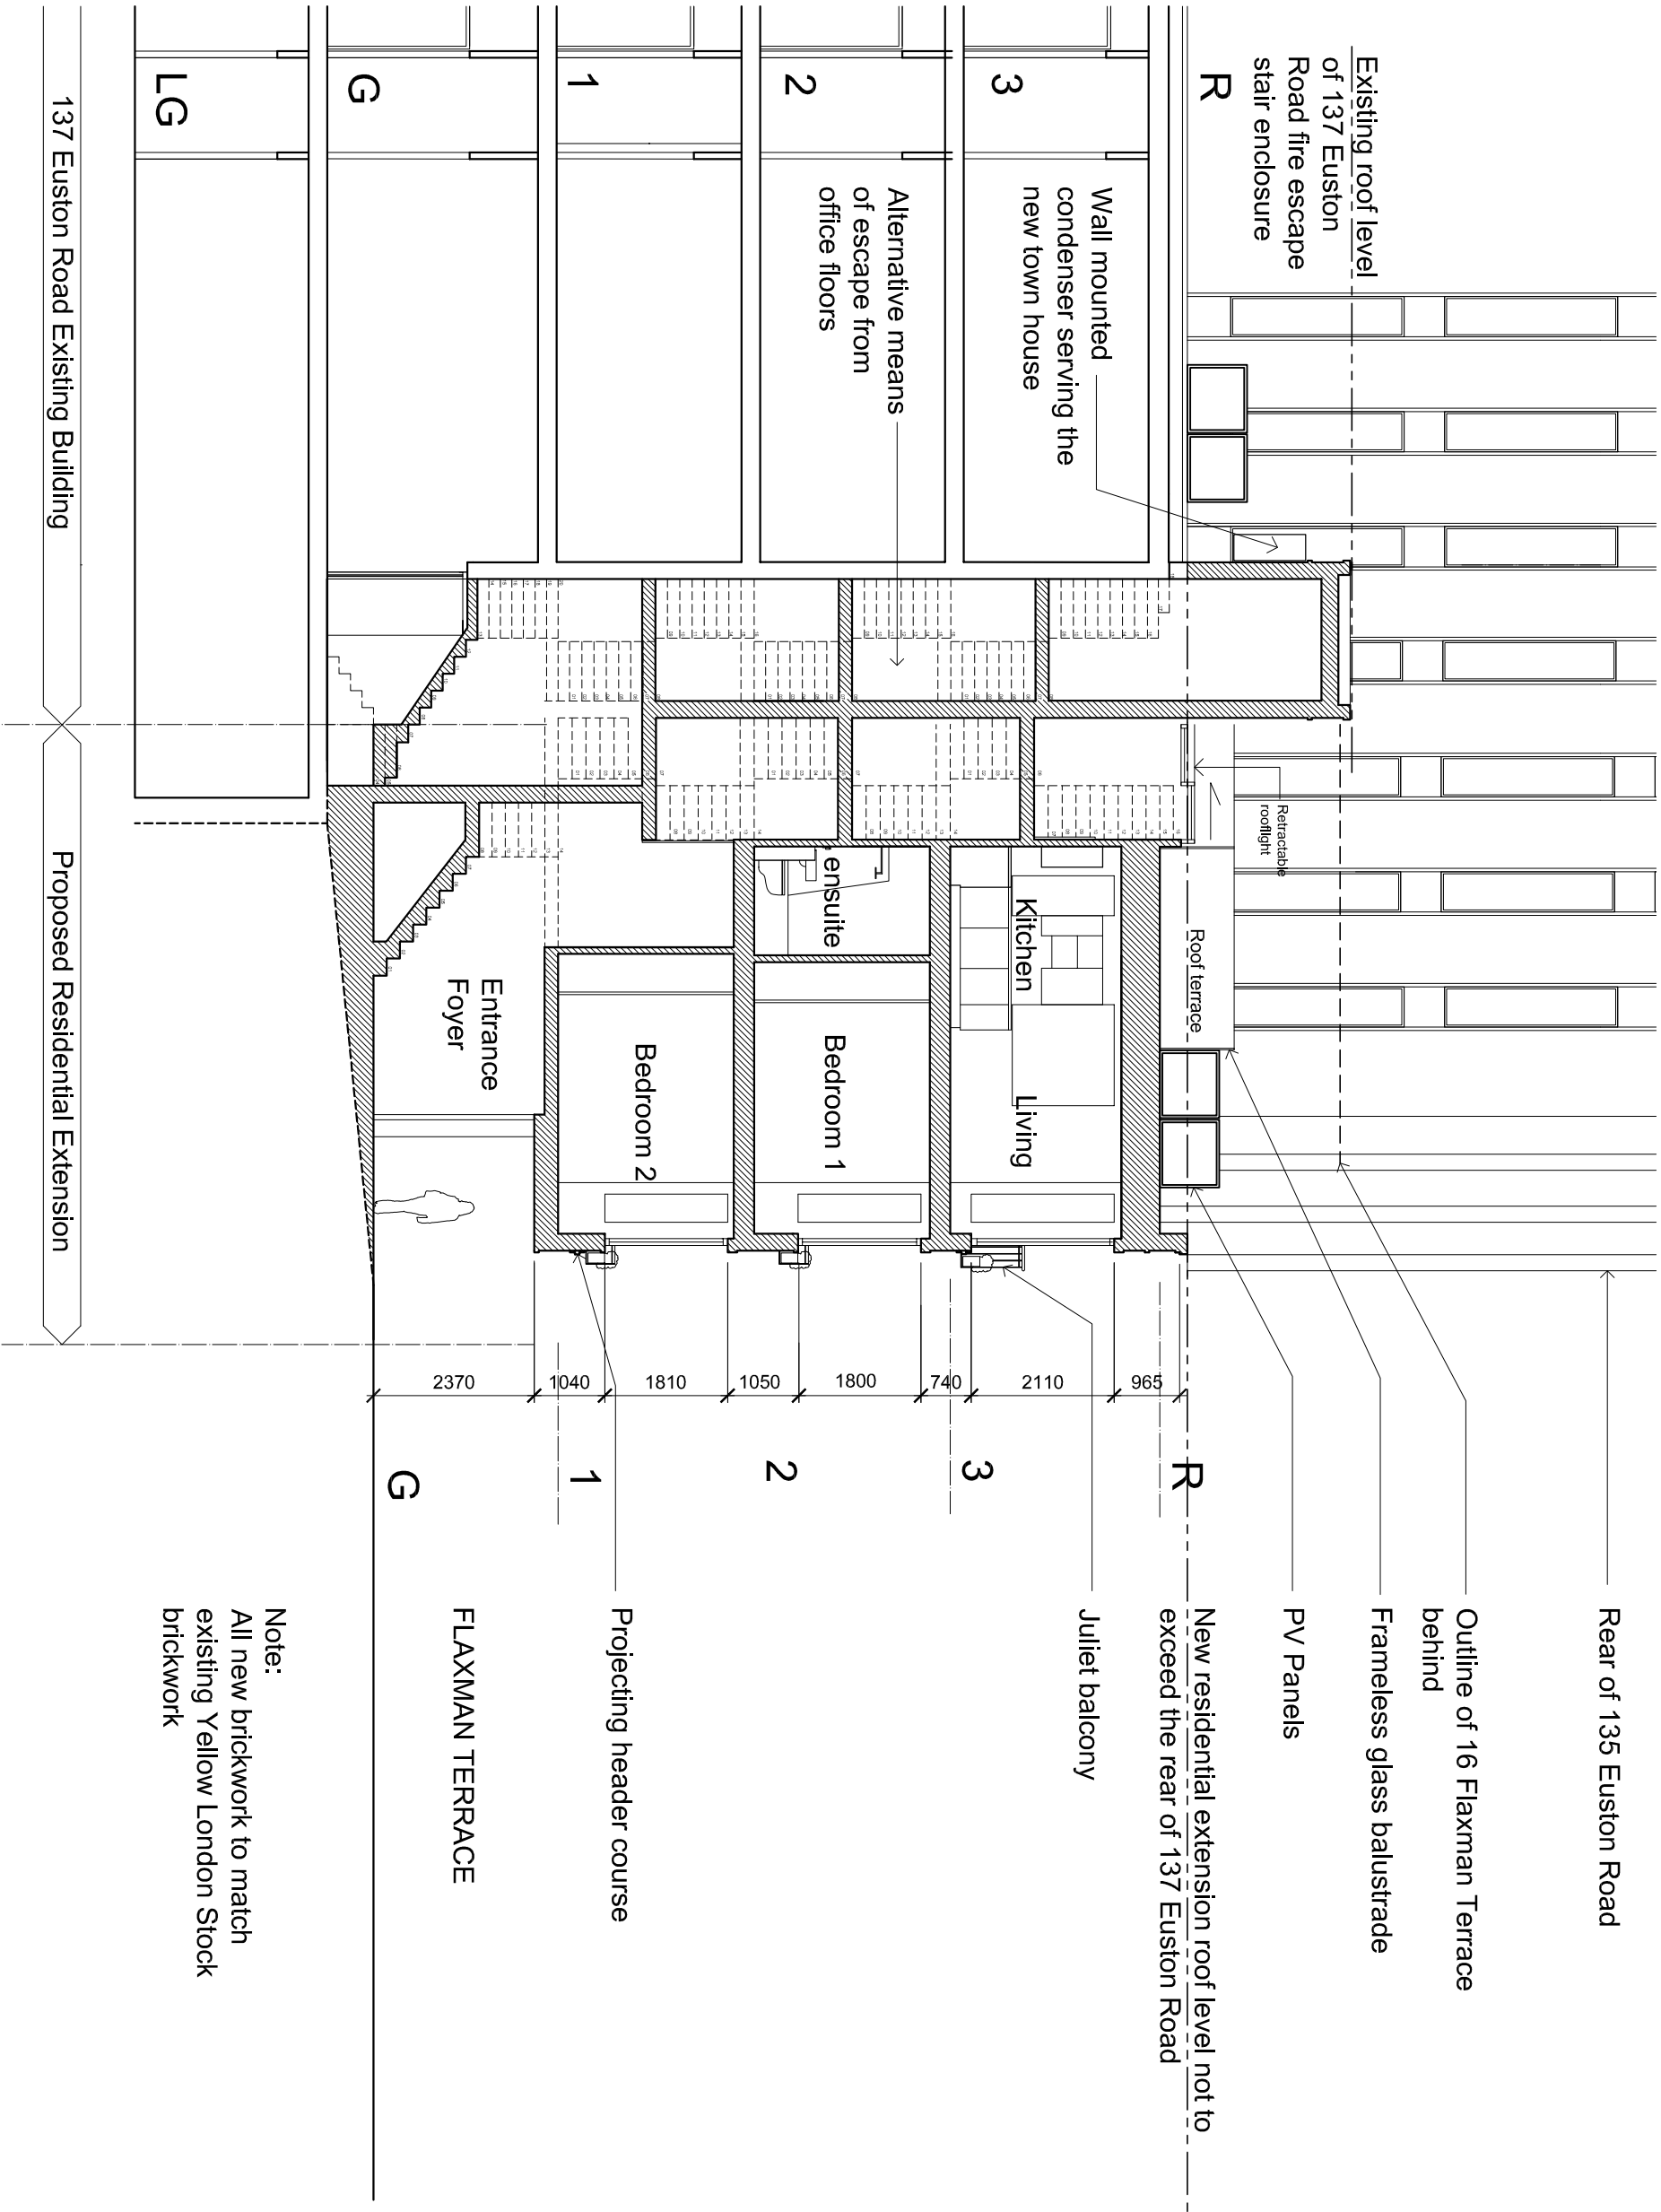 Existing roof level
of 137 Euston
Road fire escape
stair enclosure
R
3
2
1
G
LG
Wall mounted
condenser serving the
new town house
Alternative means
of escape from
office floors
137 Euston Road Existing Building
Retractable
rooflight
Roof terrace
Kitchen
Living
ensuite
Bedroom 1
Bedroom 2
Entrance
Foyer
Proposed Residential Extension
965
2110
740
1800
1050
1810
1040
2370
R
3
2
1
G
Rear of 135 Euston Road
Outline of 16 Flaxman Terrace
behind
Frameless glass balustrade
PV Panels
New residential extension roof level not to
exceed the rear of 137 Euston Road
Juliet balcony
Projecting header course
FLAXMAN TERRACE
Note:
All new brickwork to match
existing Yellow London Stock
brickwork